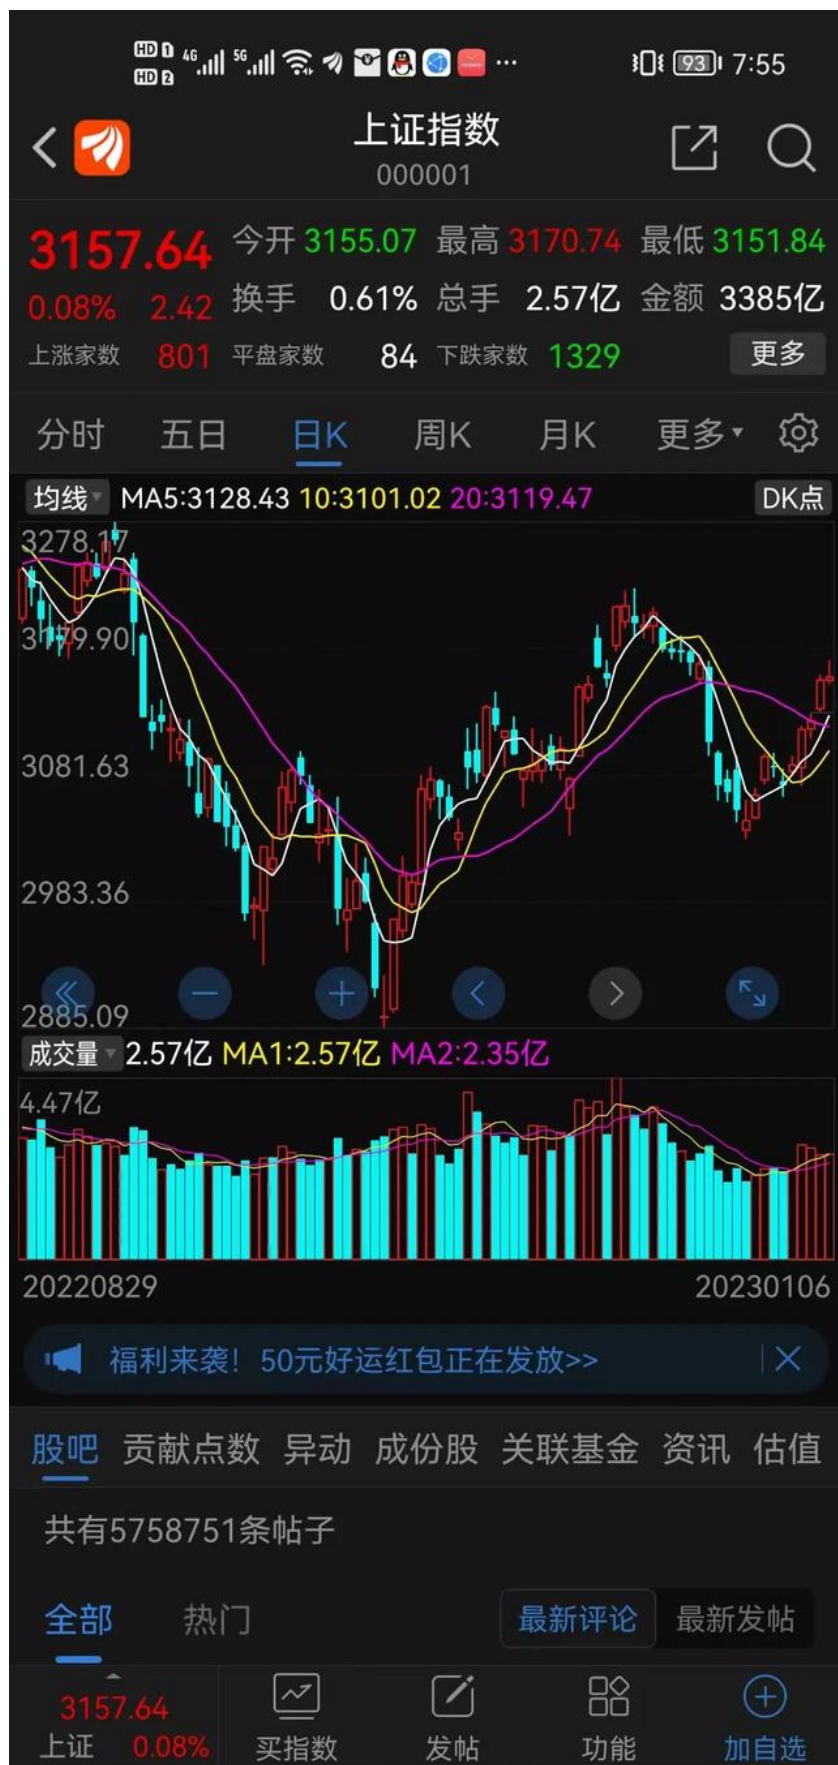 HD 1 4G 5G 93 7:55
HD 2
上证指数
000001
3157.64 今开 3155.07 最高 3170.74 最低 3151.84
0.08% 2.42 换手 0.61% 总手 2.57亿 金额 3385亿
上涨家数 801 平盘家数 84 下跌家数 1329 更多
分时 五日 日K 周K 月K 更多
均线 MA5:3128.43 10:3101.02 20:3119.47 DK点
3278.17
3179.90
3081.63
2983.36
2885.09
成交量 2.57亿 MA1:2.57亿 MA2:2.35亿
4.47亿
20220829 20230106
福利来袭！50元好运红包正在发放>>
股吧 贡献点数 异动 成份股 关联基金 资讯 估值
共有5758751条帖子
全部 热门 最新评论 最新发帖
3157.64
上证 0.08% 买指数 发帖 功能 加自选